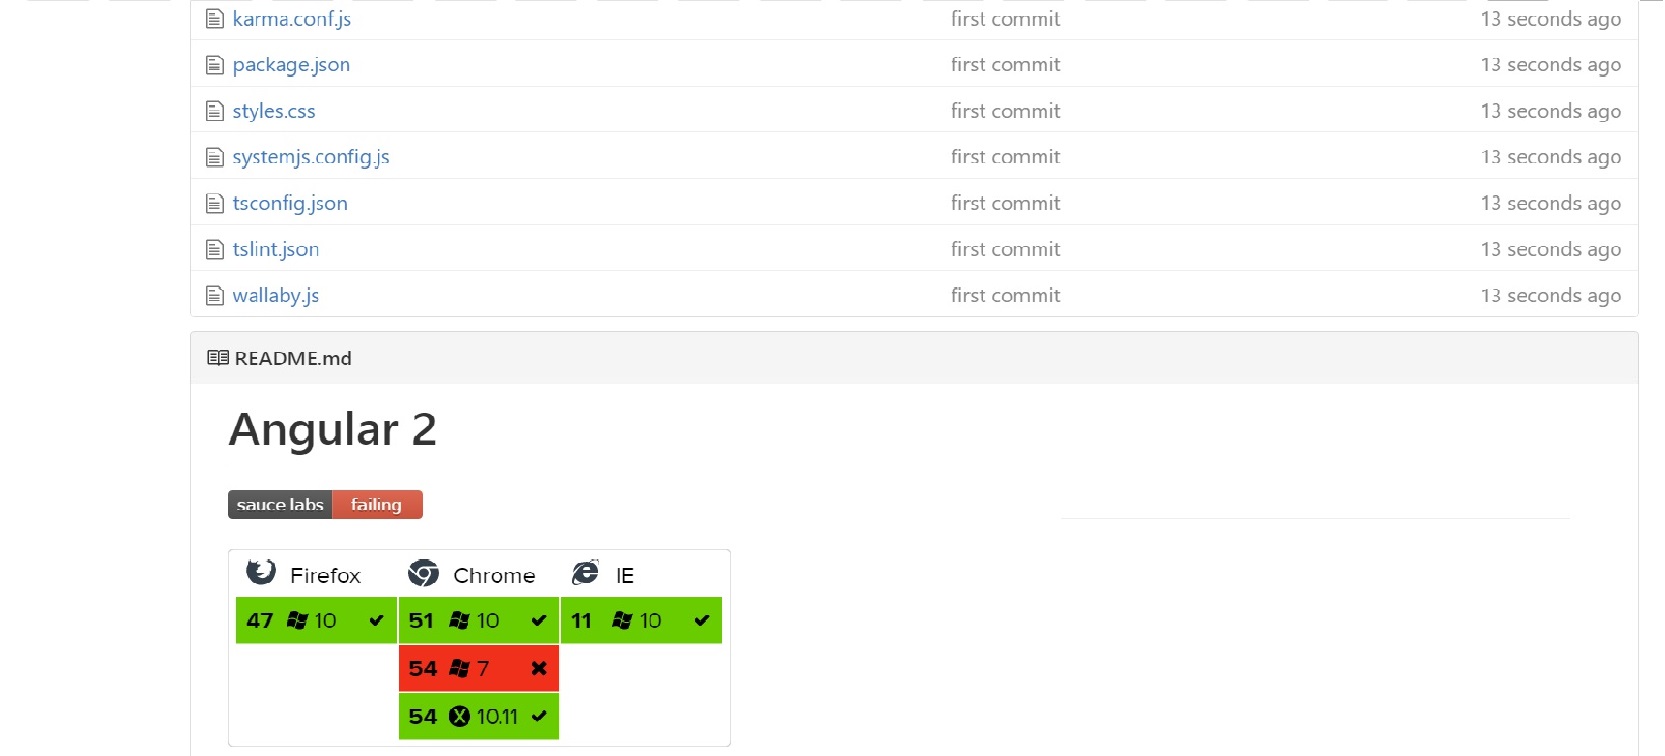 karma.conf.js first commit 13 seconds ago
package.json first commit 13 seconds ago
styles.css first commit 13 seconds ago
systemjs.config.js first commit 13 seconds ago
tsconfig.json first commit 13 seconds ago
tslint.json first commit 13 seconds ago
wallaby.js first commit 13 seconds ago
README.md
Angular 2
sauce labs failing
Firefox Chrome IE
47 10 51 10 11 10
54 7
54 X 10.11